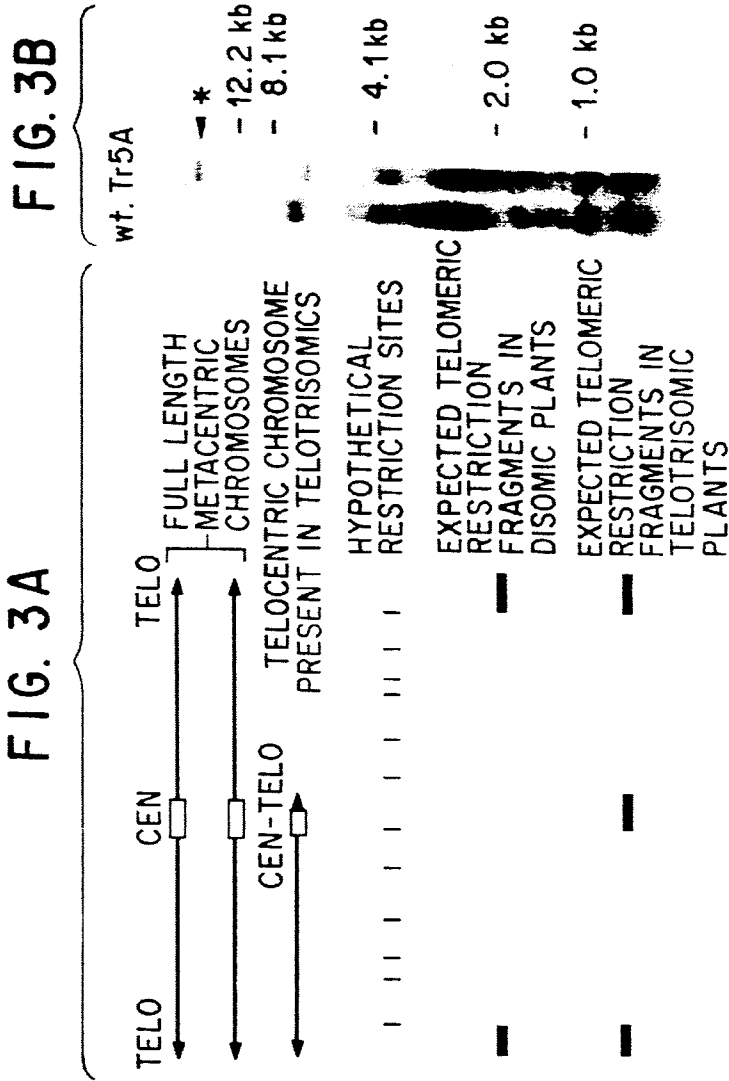 FIG. 3A
TELO CEN TELO
FULL LENGTH
METACENTRIC
CHROMOSOMES
CEN-TELO
TELOCENTRIC CHROMOSOME
PRESENT IN TELOTRISOMICS
HYPOTHETICAL
RESTRICTION SITES
EXPECTED TELOMERIC
RESTRICTION
FRAGMENTS IN
DISOMIC PLANTS
EXPECTED TELOMERIC
RESTRICTION
FRAGMENTS IN
TELOTRISOMIC
PLANTS
FIG. 3B
wt. Tr5A
*
- 12.2 kb
- 8.1 kb
- 4.1 kb
- 2.0 kb
- 1.0 kb